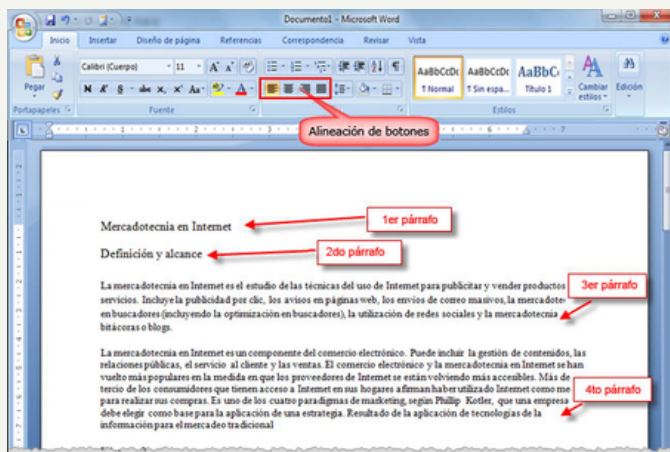 Documento1 - Microsoft Word
Inicio Insertar Diseño de página Referencias Correspondencia Revisar Vista
Pegar
Calibri (Cuerpo) 11
N K S abc x, x² Aa A
AaBbCcDc AaBbCcDc AaBbC
¶ Normal ¶ Sin espa... Título 1
Cambiar estilos
Edición
Portapapeles Fuente Estilos
Alineación de botones
Mercadotecnia en Internet
1er párrafo
Definición y alcance
2do párrafo
3er párrafo
La mercadotecnia en Internet es el estudio de las técnicas del uso de Internet para publicitar y vender productos
servicios. Incluye la publicidad por clic, los avisos en páginas web, los envíos de correo masivos, la mercadote
en buscadores (incluyendo la optimización en buscadores), la utilización de redes sociales y la mercadotecnia
bitácoras o blogs.
La mercadotecnia en Internet es un componente del comercio electrónico. Puede incluir la gestión de contenidos, las
relaciones públicas, el servicio al cliente y las ventas. El comercio electrónico y la mercadotecnia en Internet se han
vuelto más populares en la medida en que los proveedores de Internet se están volviendo más accesibles. Más de
tercio de los consumidores que tienen acceso a Internet en sus hogares afirman haber utilizado Internet como me
para realizar sus compras. Es uno de los cuatro paradigmas de marketing, según Phillip Kotler, que una empresa
debe elegir como base para la aplicación de una estrategia. Resultado de la aplicación de tecnologías de la
información para el mercadeo tradicional
4to párrafo